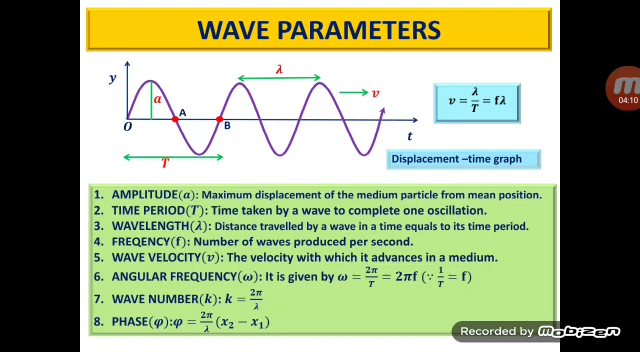 WAVE PARAMETERS
y
λ
a
A
v
v = λ/T = fλ
04:10
O
B
t
T
Displacement –time graph
1. AMPLITUDE(a): Maximum displacement of the medium particle from mean position.
2. TIME PERIOD(T): Time taken by a wave to complete one oscillation.
3. WAVELENGTH(λ): Distance travelled by a wave in a time equals to its time period.
4. FREQENCY(f): Number of waves produced per second.
5. WAVE VELOCITY(v): The velocity with which it advances in a medium.
6. ANGULAR FREQUENCY(ω): It is given by ω = 2π/T = 2πf (∵ 1/T = f)
7. WAVE NUMBER(k): k = 2π/λ
8. PHASE(φ):φ = 2π/λ (x₂ − x₁)
Recorded by mobizen